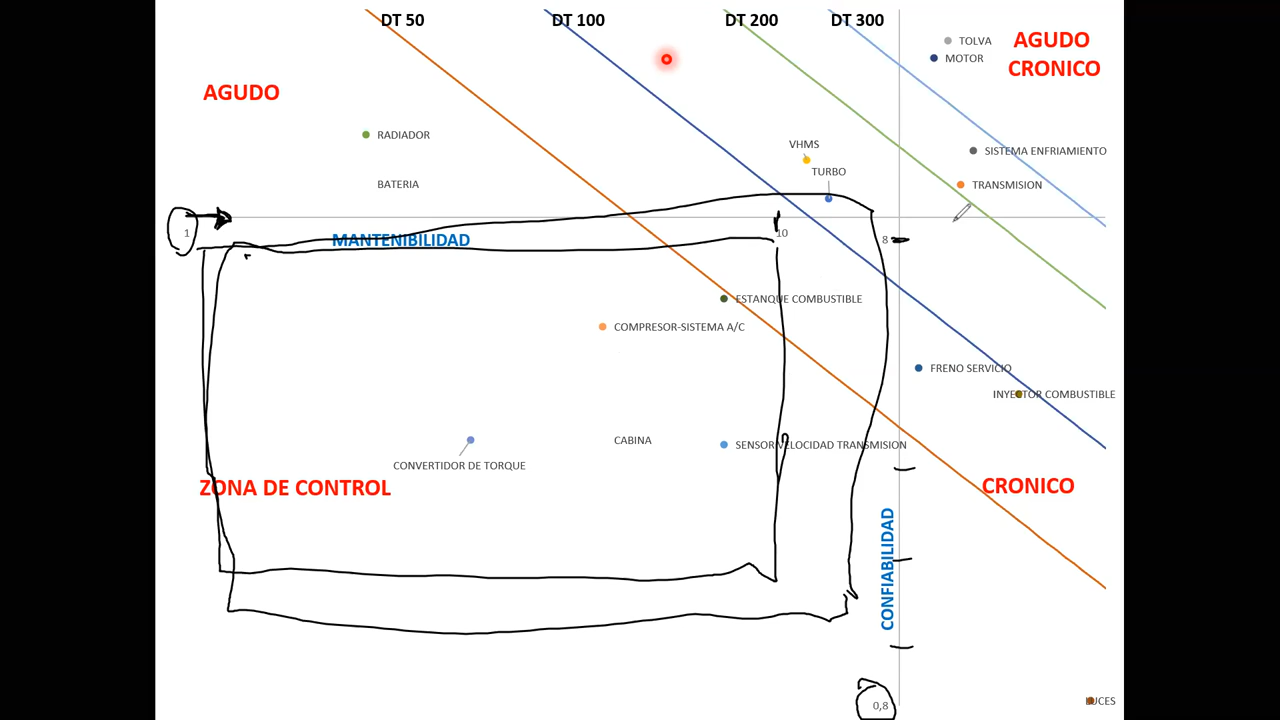 DT 50 DT 100 DT 200 DT 300
TOLVA
AGUDO
CRONICO
MOTOR
AGUDO
RADIADOR
VHMS
SISTEMA ENFRIAMIENTO
TURBO
BATERIA
TRANSMISION
1
10
MANTENIBILIDAD
8
ESTANQUE COMBUSTIBLE
COMPRESOR-SISTEMA A/C
FRENO SERVICIO
INYECTOR COMBUSTIBLE
CABINA
SENSOR VELOCIDAD TRANSMISION
CONVERTIDOR DE TORQUE
ZONA DE CONTROL
CRONICO
CONFIABILIDAD
LUCES
0,8